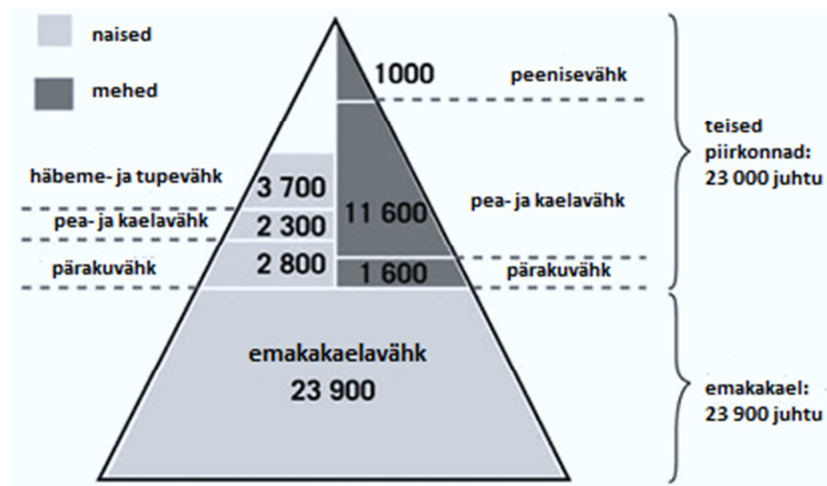 naised
mehed
1000
peenisevähk
teised
piirkonnad:
23 000 juhtu
häbeme- ja tupevähk
3 700
11 600
pea- ja kaelavähk
pea- ja kaelavähk
2 300
pärakuvähk
2 800
1 600
pärakuvähk
emakakaelavähk
23 900
emakakael:
23 900 juhtu